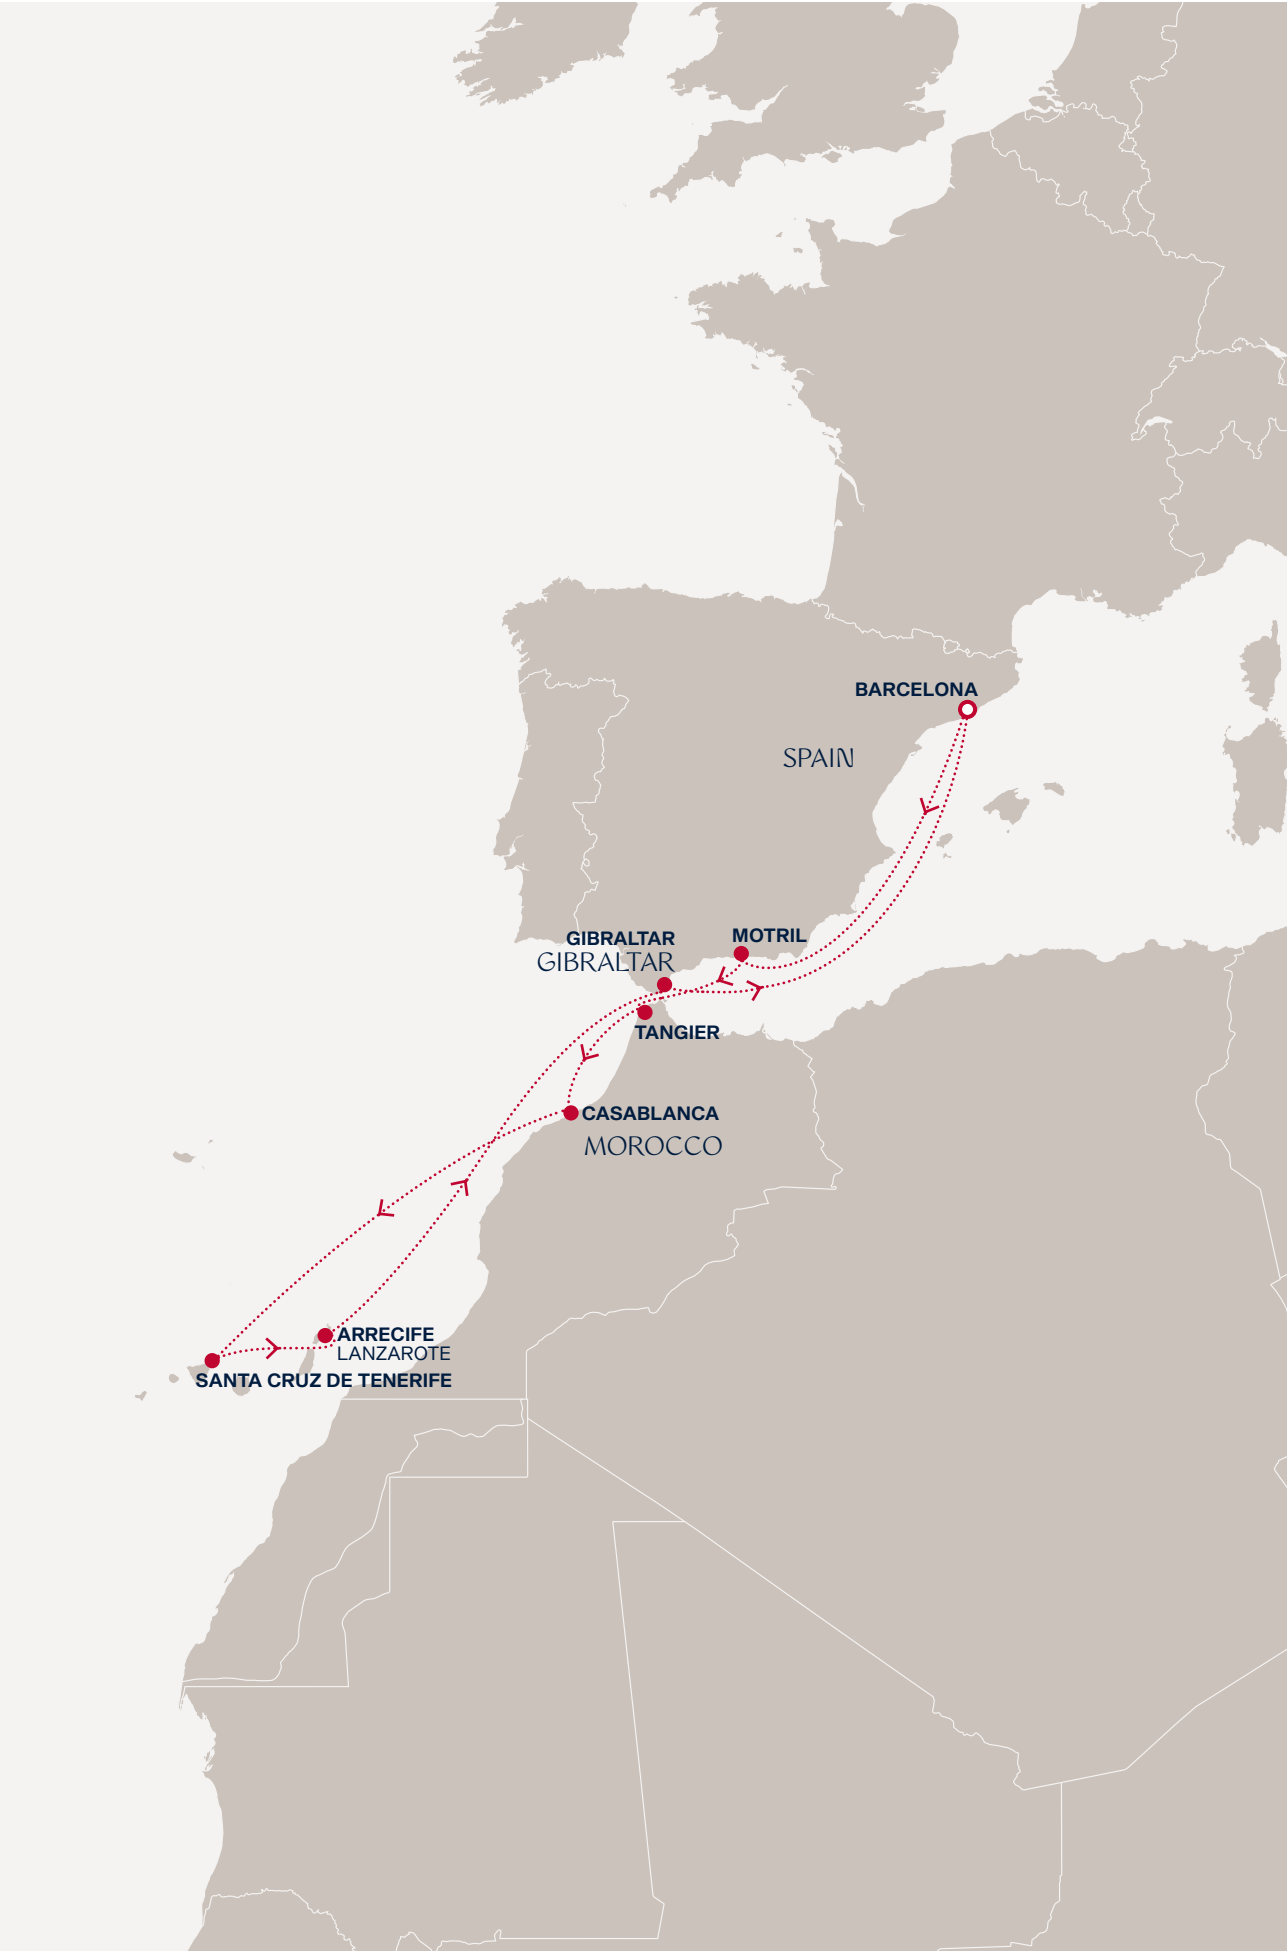 BARCELONA
SPAIN
MOTRIL
GIBRALTAR
GIBRALTAR
TANGIER
CASABLANCA
MOROCCO
ARRECIFE
LANZAROTE
SANTA CRUZ DE TENERIFE